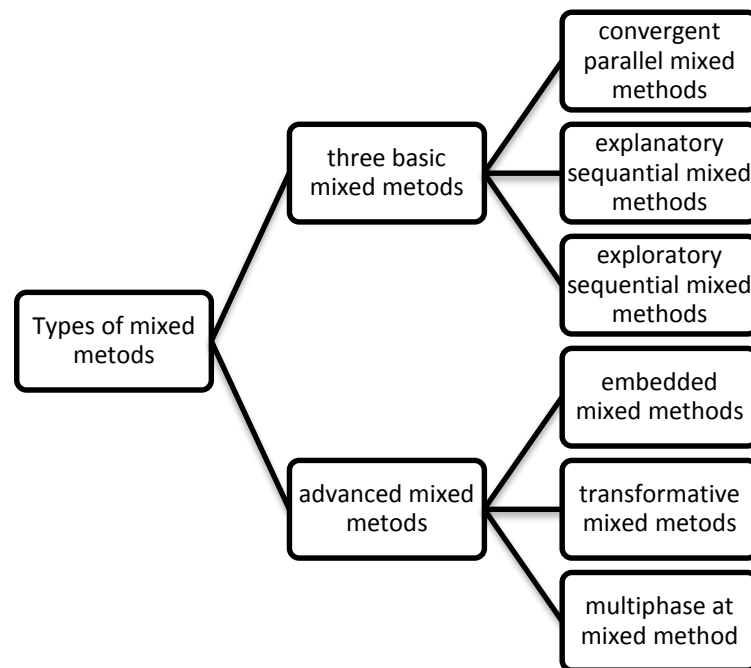 Types of mixed
metods
three basic
mixed metods
convergent
parallel mixed
methods
explanatory
sequantial mixed
methods
exploratory
sequential mixed
methods
advanced mixed
metods
embedded
mixed methods
transformative
mixed metods
multiphase at
mixed method